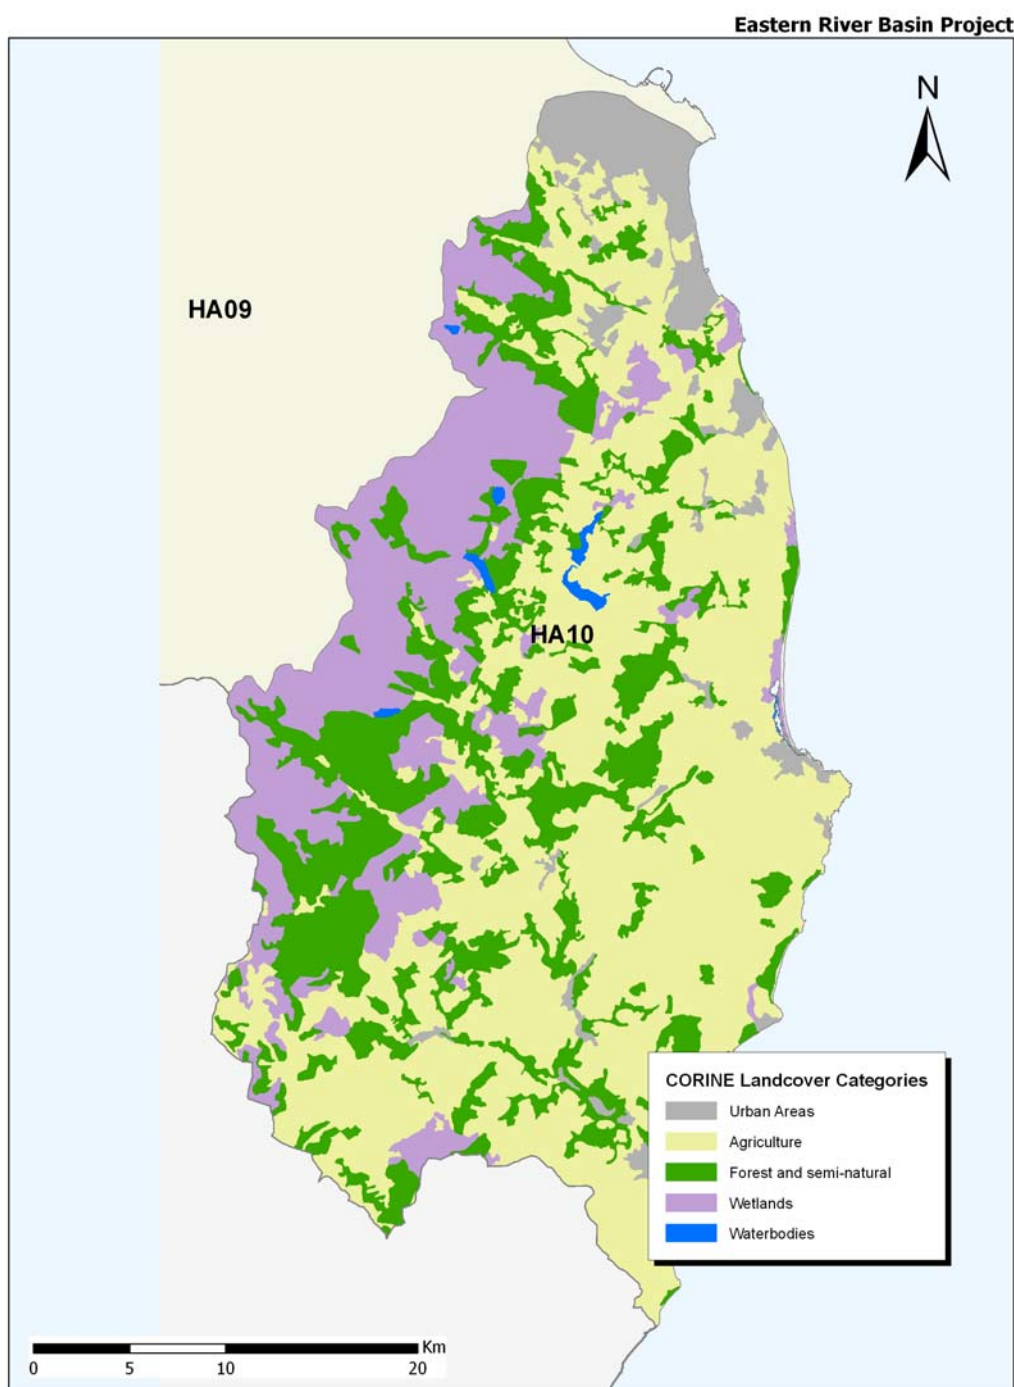 Eastern River Basin Project
N
HA09
HA10
CORINE Landcover Categories
Urban Areas
Agriculture
Forest and semi-natural
Wetlands
Waterbodies
Km
0 5 10 20